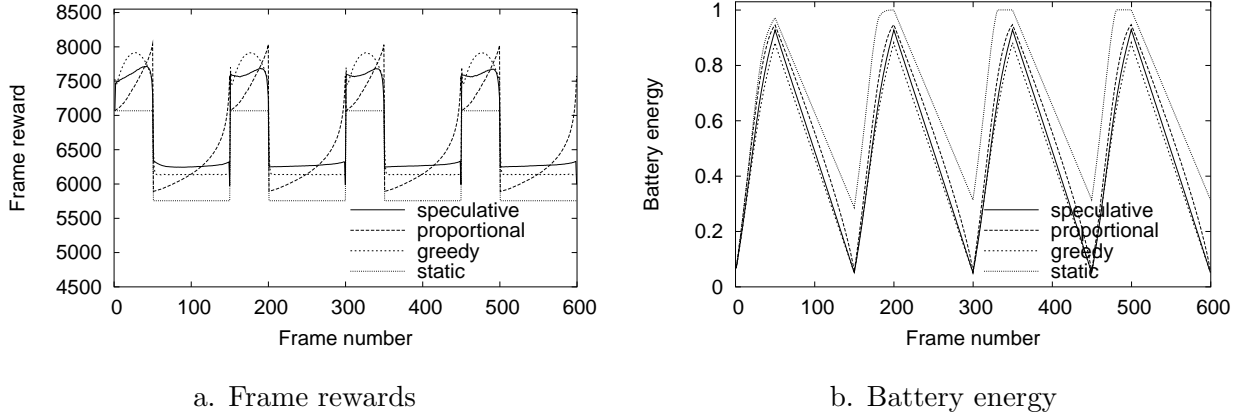 8500
8000
7500
7000
6500
6000
5500
5000
4500
Frame reward
0 100 200 300 400 500 600
Frame number
speculative
proportional
greedy
static
a. Frame rewards
1
0.8
0.6
0.4
0.2
0
Battery energy
0 100 200 300 400 500 600
Frame number
speculative
proportional
greedy
static
b. Battery energy